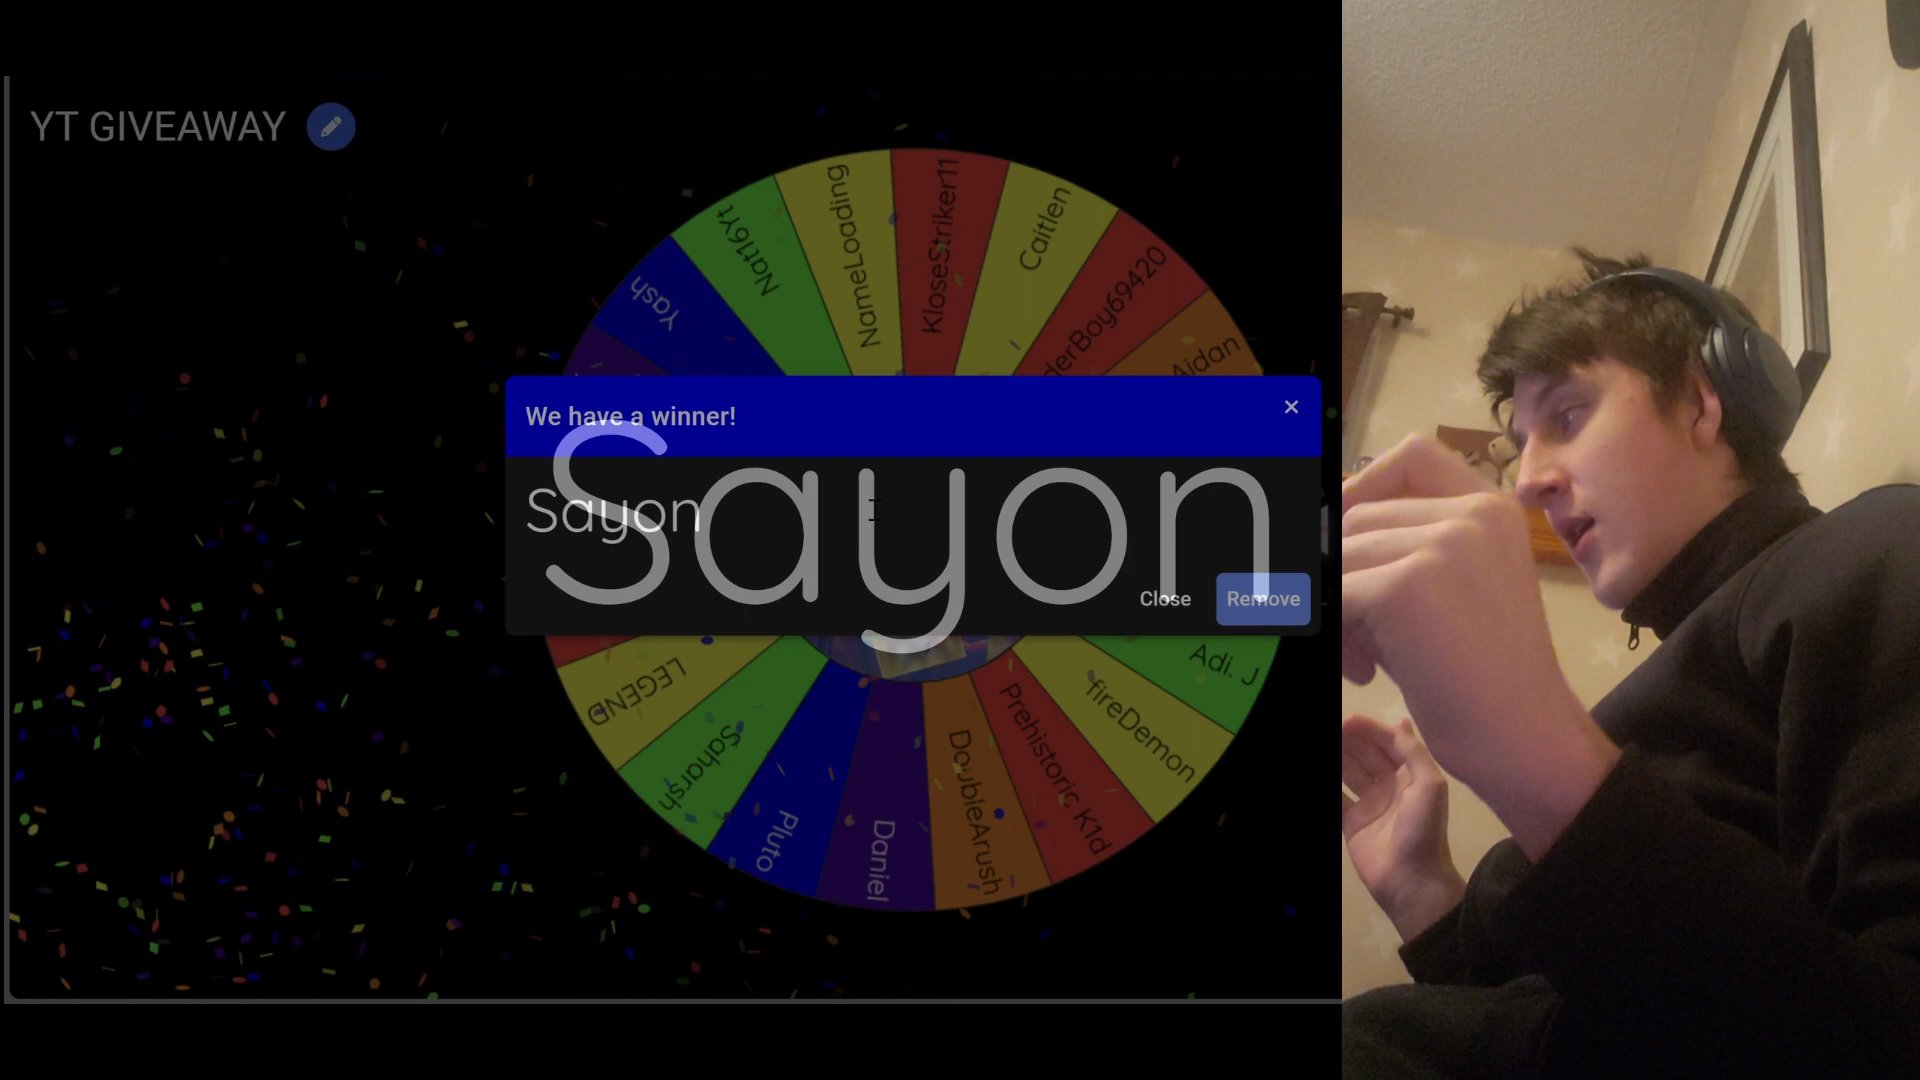 YT GIVEAWAY
Yash
Nat16Yt
NameLoading
KloseStriker11
Caitlen
derBoy69420
Aidan
We have a winner!
Sayon
Sayon
Close
Remove
Adi. J
fireDemon
Prehistoric K1d
DoubleArush
Daniel
Pluto
Saharsh
LEGEND